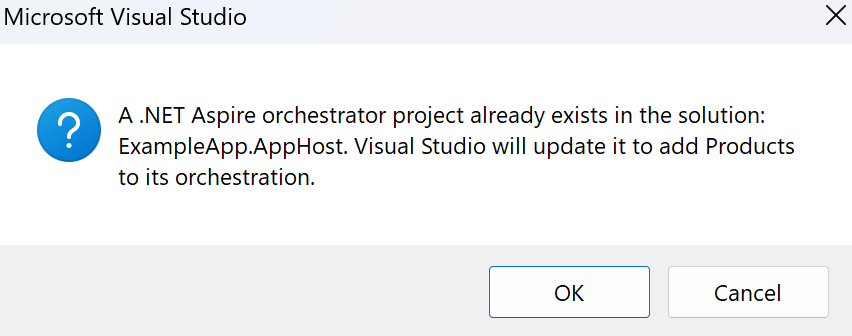 Microsoft Visual Studio
?
A .NET Aspire orchestrator project already exists in the solution:
ExampleApp.AppHost. Visual Studio will update it to add Products
to its orchestration.
OK
Cancel